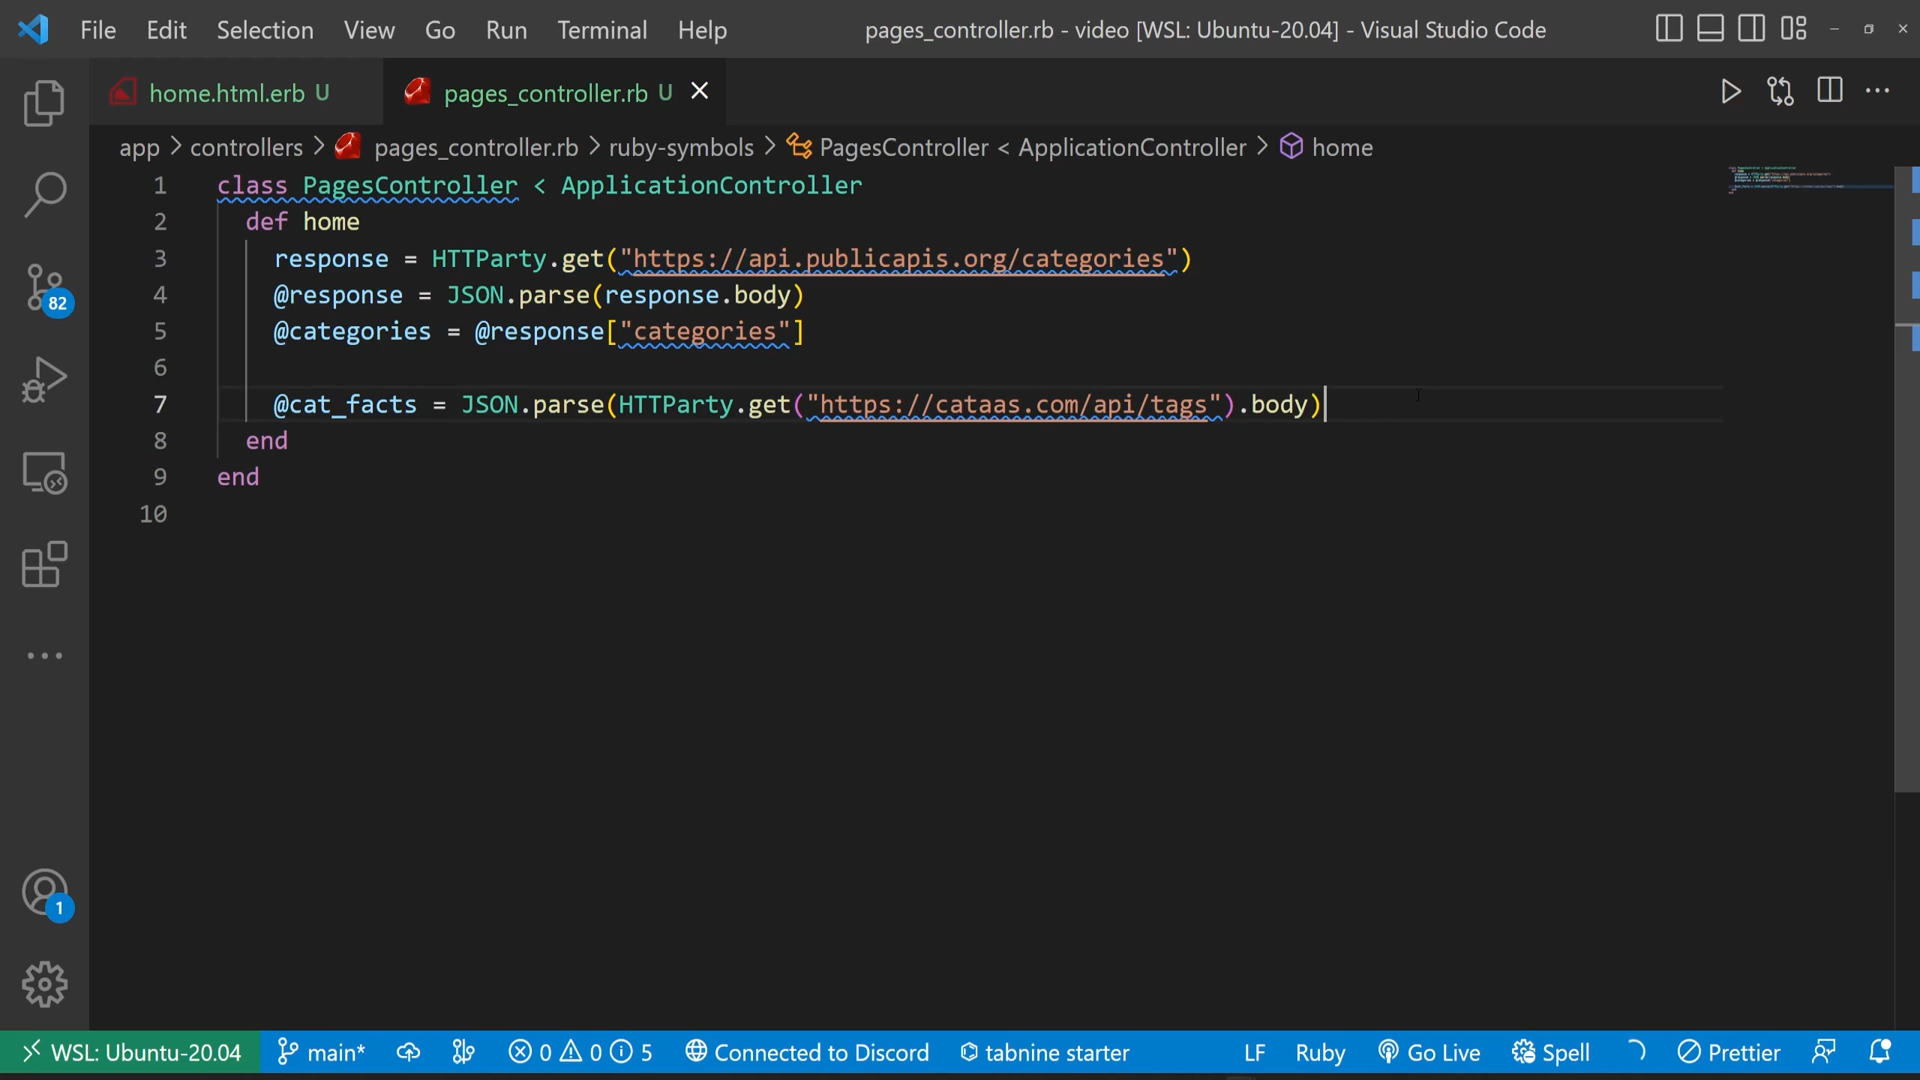 File Edit Selection View Go Run Terminal Help pages_controller.rb - video [WSL: Ubuntu-20.04] - Visual Studio Code
home.html.erb U pages_controller.rb U
app > controllers > pages_controller.rb > ruby-symbols > PagesController < ApplicationController > home
1 class PagesController < ApplicationController
2 def home
3 response = HTTParty.get("https://api.publicapis.org/categories")
4 @response = JSON.parse(response.body)
5 @categories = @response["categories"]
6
7 @cat_facts = JSON.parse(HTTParty.get("https://cataas.com/api/tags").body)
8 end
9 end
10
82
1
WSL: Ubuntu-20.04 main* 0 0 5 Connected to Discord tabnine starter LF Ruby Go Live Spell Prettier